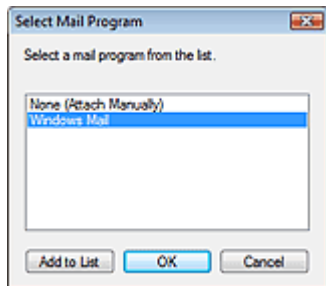 Select Mail Program
Select a mail program from the list.
None (Attach Manually)
Windows Mail
Add to List OK Cancel